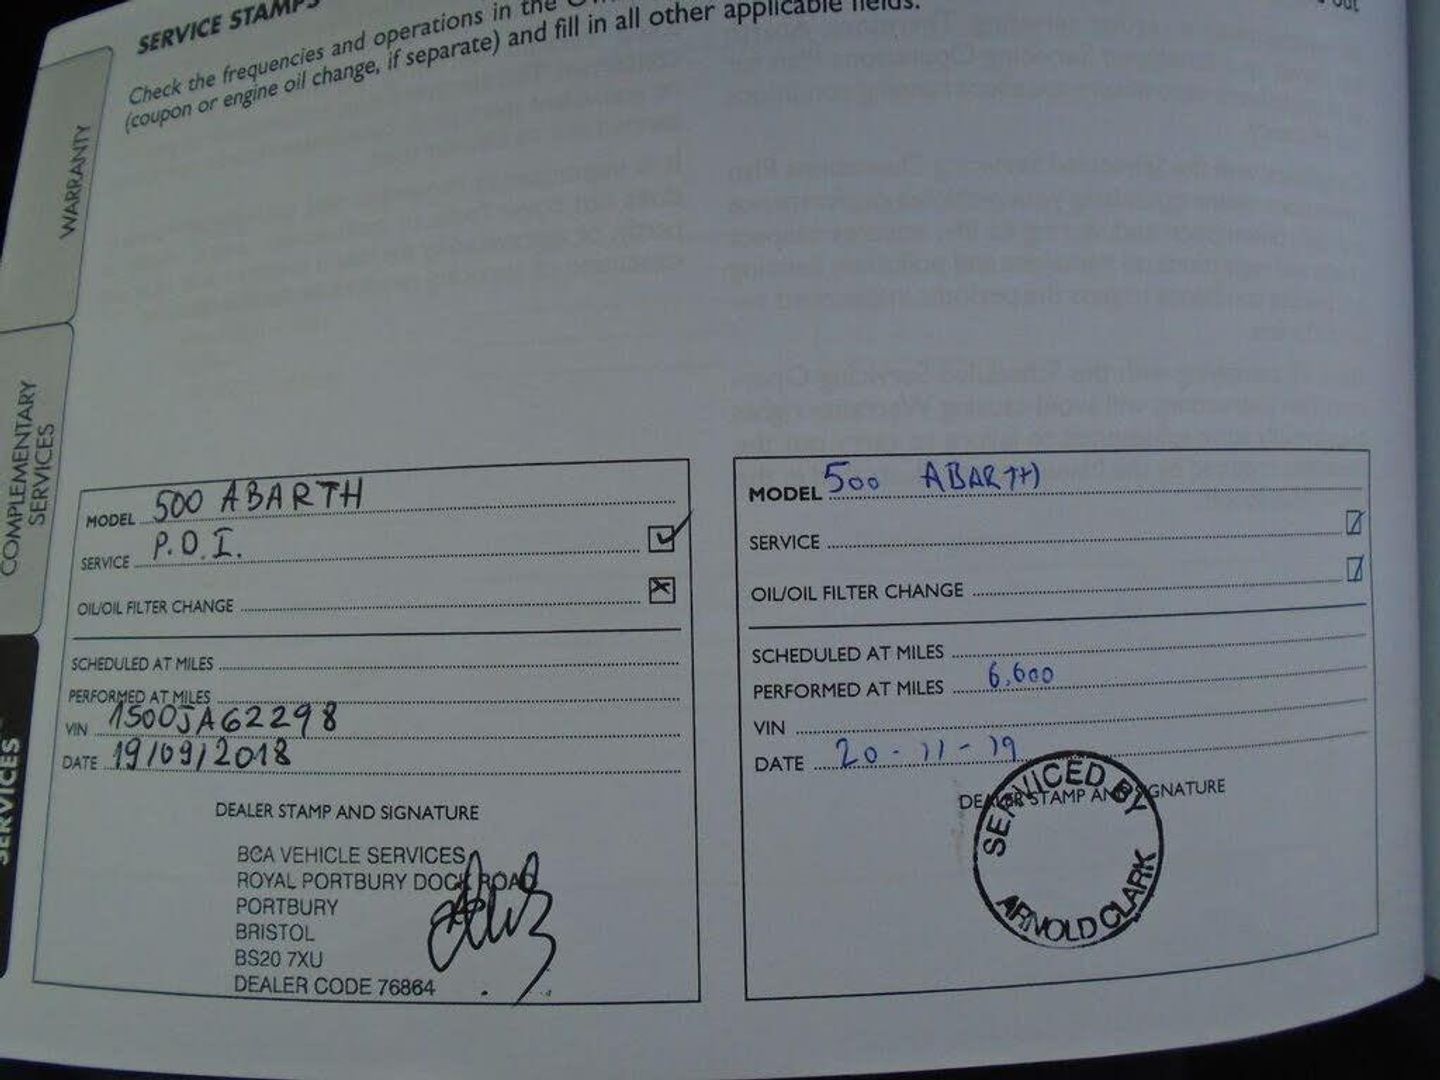 SERVICE STAMPS
Check the frequencies and operations in the
(coupon or engine oil change, if separate) and fill in all other applicable fields.
out
WARRANTY
COMPLEMENTARY
SERVICES
SERVICES
MODEL 500 ABARTH
SERVICE P.D.I.
OIL/OIL FILTER CHANGE
SCHEDULED AT MILES
PERFORMED AT MILES
VIN 1500JA62298
DATE 19/09/2018
DEALER STAMP AND SIGNATURE
BCA VEHICLE SERVICES
ROYAL PORTBURY DOCK ROAD
PORTBURY
BRISTOL
BS20 7XU
DEALER CODE 76864
MODEL 500 ABARTH
SERVICE
OIL/OIL FILTER CHANGE
SCHEDULED AT MILES
PERFORMED AT MILES 6,600
VIN
DATE 20-11-19
DEALER STAMP AND SIGNATURE
SERVICED BY
ARNOLD CLARK